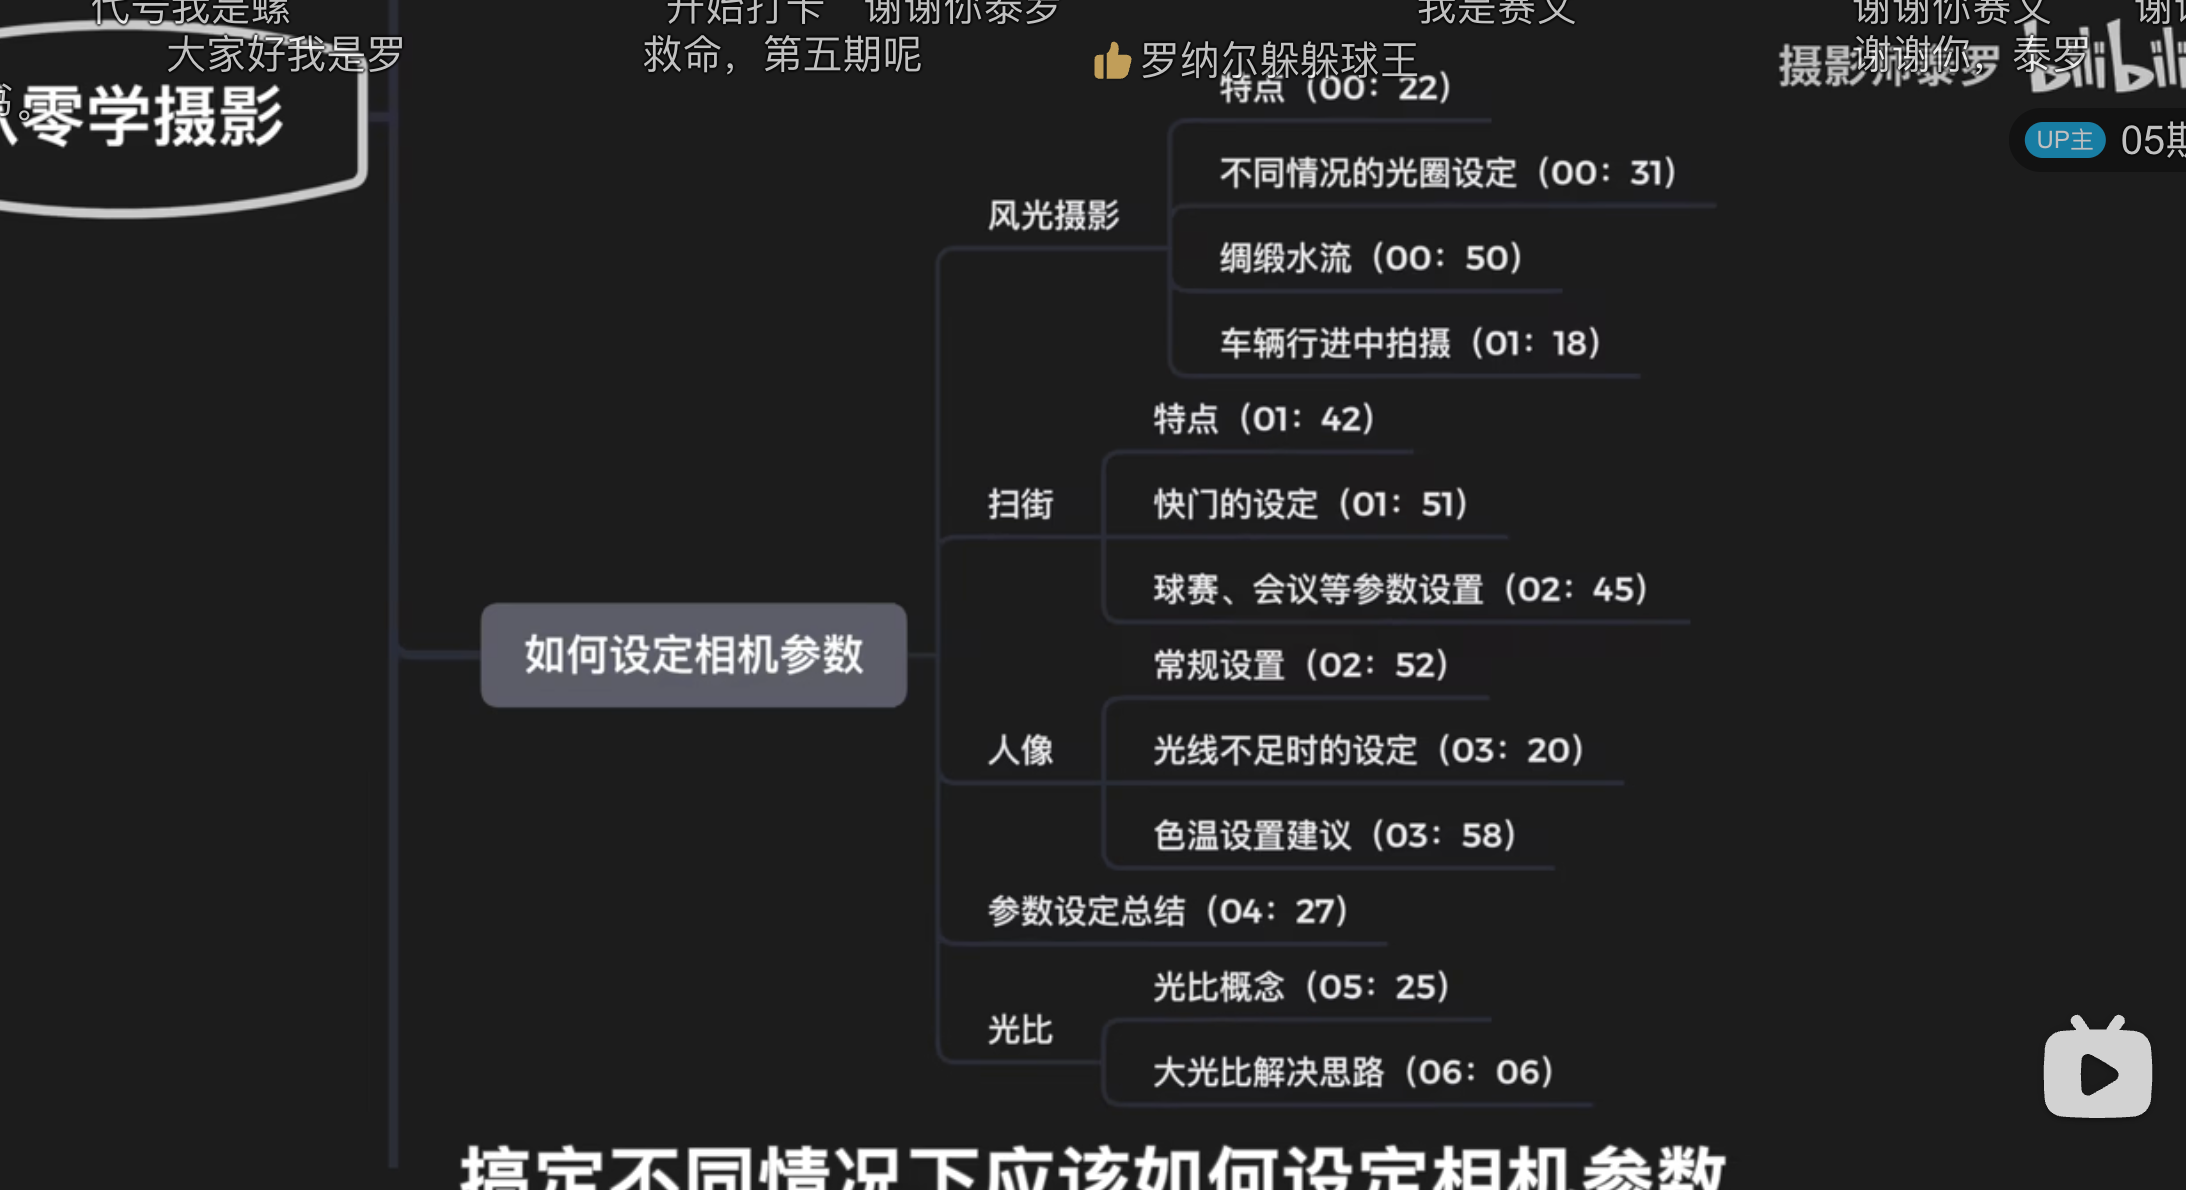 代号我是螺
开始打卡 谢谢你泰罗
我是赛文
谢谢你赛文
大家好我是罗
救命，第五期呢
罗纳尔躲躲球王
谢谢你，泰罗
摄影师泰罗
bilibili
UP主 05期
从零学摄影
特点（00：22）
不同情况的光圈设定（00：31）
风光摄影
绸缎水流（00：50）
车辆行进中拍摄（01：18）
特点（01：42）
扫街
快门的设定（01：51）
球赛、会议等参数设置（02：45）
如何设定相机参数
常规设置（02：52）
人像
光线不足时的设定（03：20）
色温设置建议（03：58）
参数设定总结（04：27）
光比概念（05：25）
光比
大光比解决思路（06：06）
搞定不同情况下应该如何设定相机参数